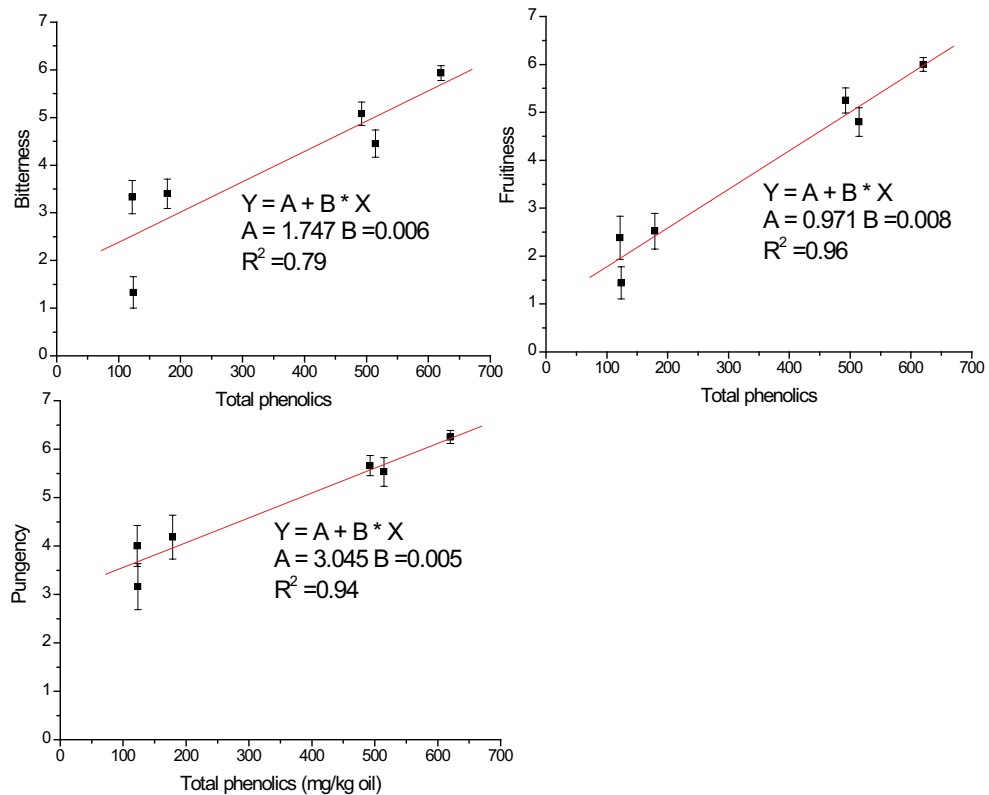 7
6
5
4
3
2
1
0
Bitterness
Y = A + B * X
A = 1.747 B =0.006
R² =0.79
0 100 200 300 400 500 600 700
Total phenolics
7
6
5
4
3
2
1
0
Fruitiness
Y = A + B * X
A = 0.971 B =0.008
R² =0.96
0 100 200 300 400 500 600 700
Total phenolics
7
6
5
4
3
2
1
0
Pungency
Y = A + B * X
A = 3.045 B =0.005
R² =0.94
0 100 200 300 400 500 600 700
Total phenolics (mg/kg oil)